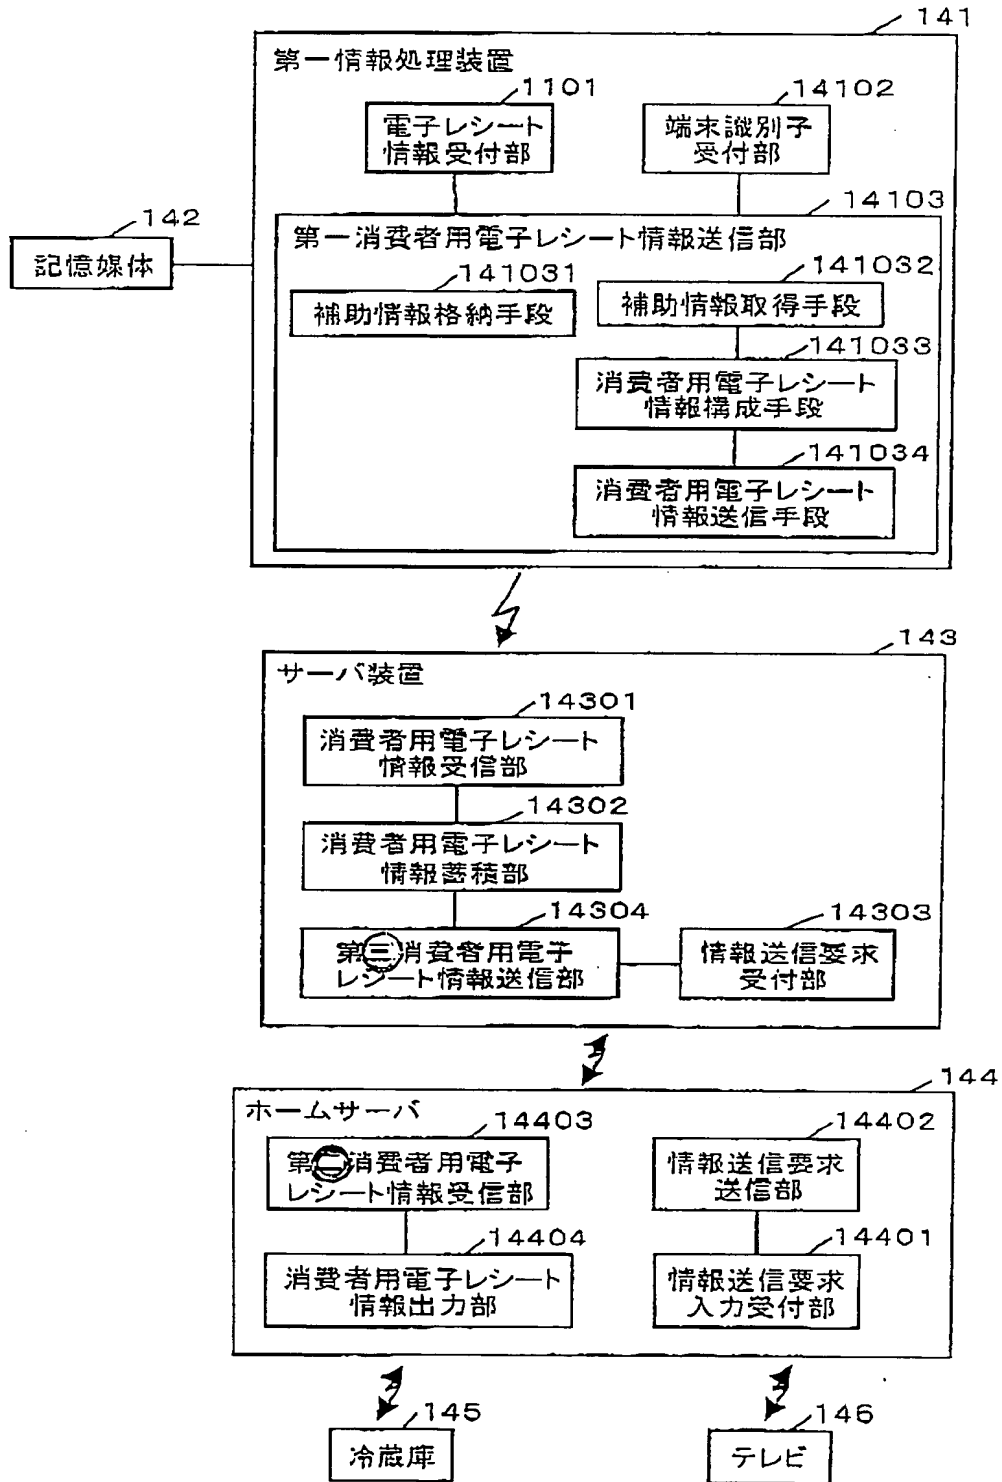 141
第一情報処理装置
1101
電子レシート
情報受付部
14102
端末識別子
受付部
142
記憶媒体
14103
第一消費者用電子レシート情報送信部
141031
補助情報格納手段
141032
補助情報取得手段
141033
消費者用電子レシート
情報構成手段
141034
消費者用電子レシート
情報送信手段
143
サーバ装置
14301
消費者用電子レシート
情報受信部
14302
消費者用電子レシート
情報蓄積部
14304
第三消費者用電子
レシート情報送信部
14303
情報送信要求
受付部
144
ホームサーバ
14403
第二消費者用電子
レシート情報受信部
14402
情報送信要求
送信部
14404
消費者用電子レシート
情報出力部
14401
情報送信要求
入力受付部
145
冷蔵庫
146
テレビ